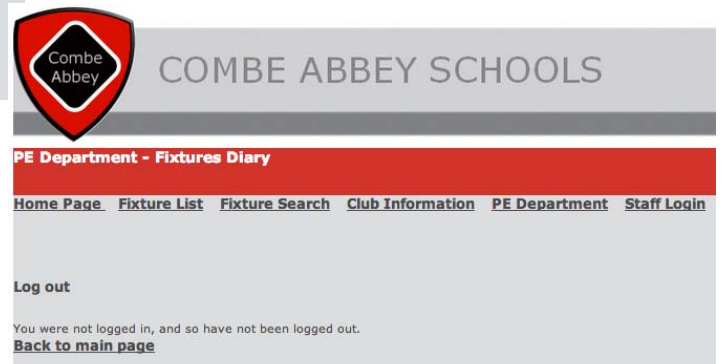 Combe
Abbey
COMBE ABBEY SCHOOLS
PE Department - Fixtures Diary
Home Page Fixture List Fixture Search Club Information PE Department Staff Login
Log out
You were not logged in, and so have not been logged out.
Back to main page